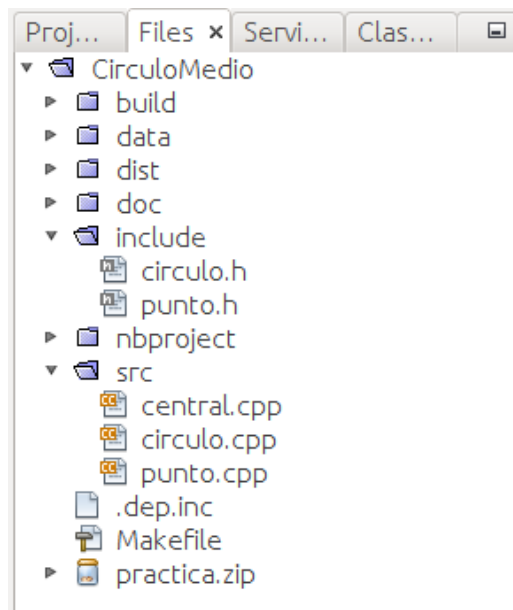 Proj... Files × Servi... Clas...
CirculoMedio
build
data
dist
doc
include
circulo.h
punto.h
nbproject
src
central.cpp
circulo.cpp
punto.cpp
.dep.inc
Makefile
practica.zip